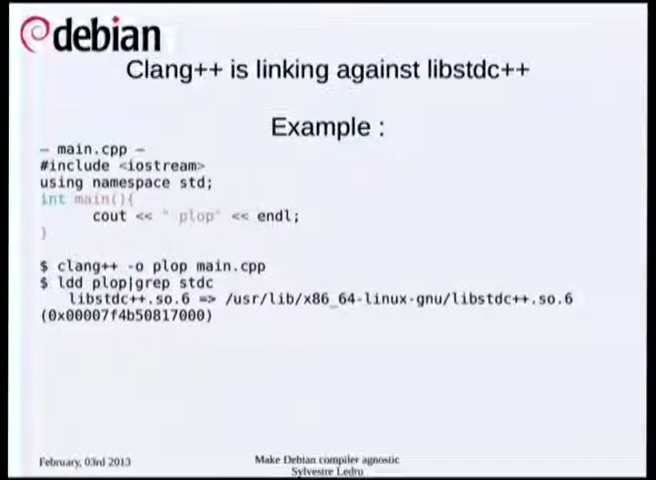 debian
Clang++ is linking against libstdc++
Example :
— main.cpp —
#include <iostream>
using namespace std;
int main(){
cout << " plop" << endl;
}
$ clang++ -o plop main.cpp
$ ldd plop|grep stdc
libstdc++.so.6 => /usr/lib/x86_64-linux-gnu/libstdc++.so.6
(0x00007f4b50817000)
February, 03rd 2013
Make Debian compiler agnostic
Sylvestre Ledru